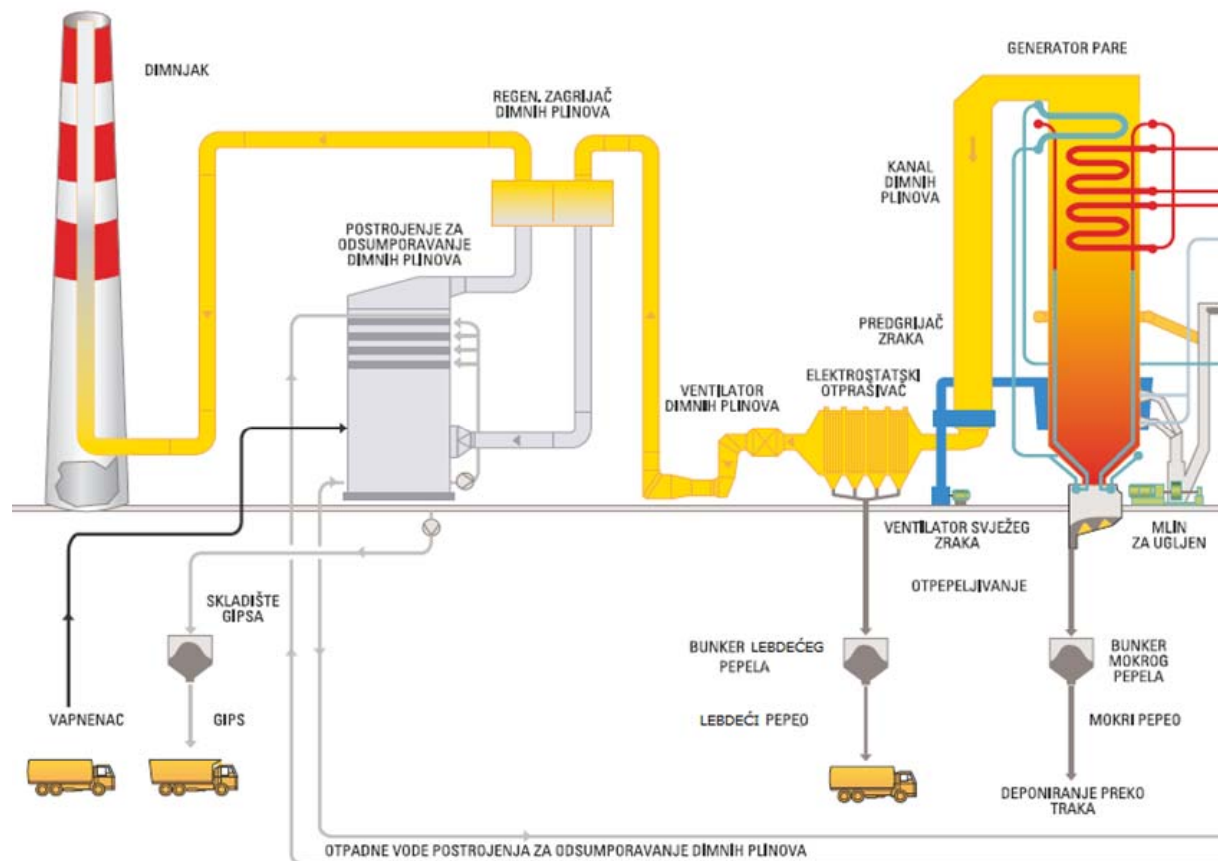 GENERATOR PARE
DIMNJAK
REGEN. ZAGRIJAČ
DIMNIH PLINOVA
KANAL
DIMNIH
PLINOVA
POSTROJENJE ZA
ODSUMPORAVANJE
DIMNIH PLINOVA
PREDGRIJAČ
ZRAKA
VENTILATOR
DIMNIH PLINOVA
ELEKTROSTATSKI
OTPRAŠIVAČ
VENTILATOR SVJEŽEG
ZRAKA
MLIN
ZA UGLJEN
OTPEPELJIVANJE
SKLADIŠTE
GIPSA
BUNKER LEBDEĆEG
PEPELA
BUNKER
MOKROG
PEPELA
VAPNENAC
GIPS
LEBDEĆI PEPEO
MOKRI PEPEO
DEPONIRANJE PREKO
TRAKA
OTPADNE VODE POSTROJENJA ZA ODSUMPORAVANJE DIMNIH PLINOVA